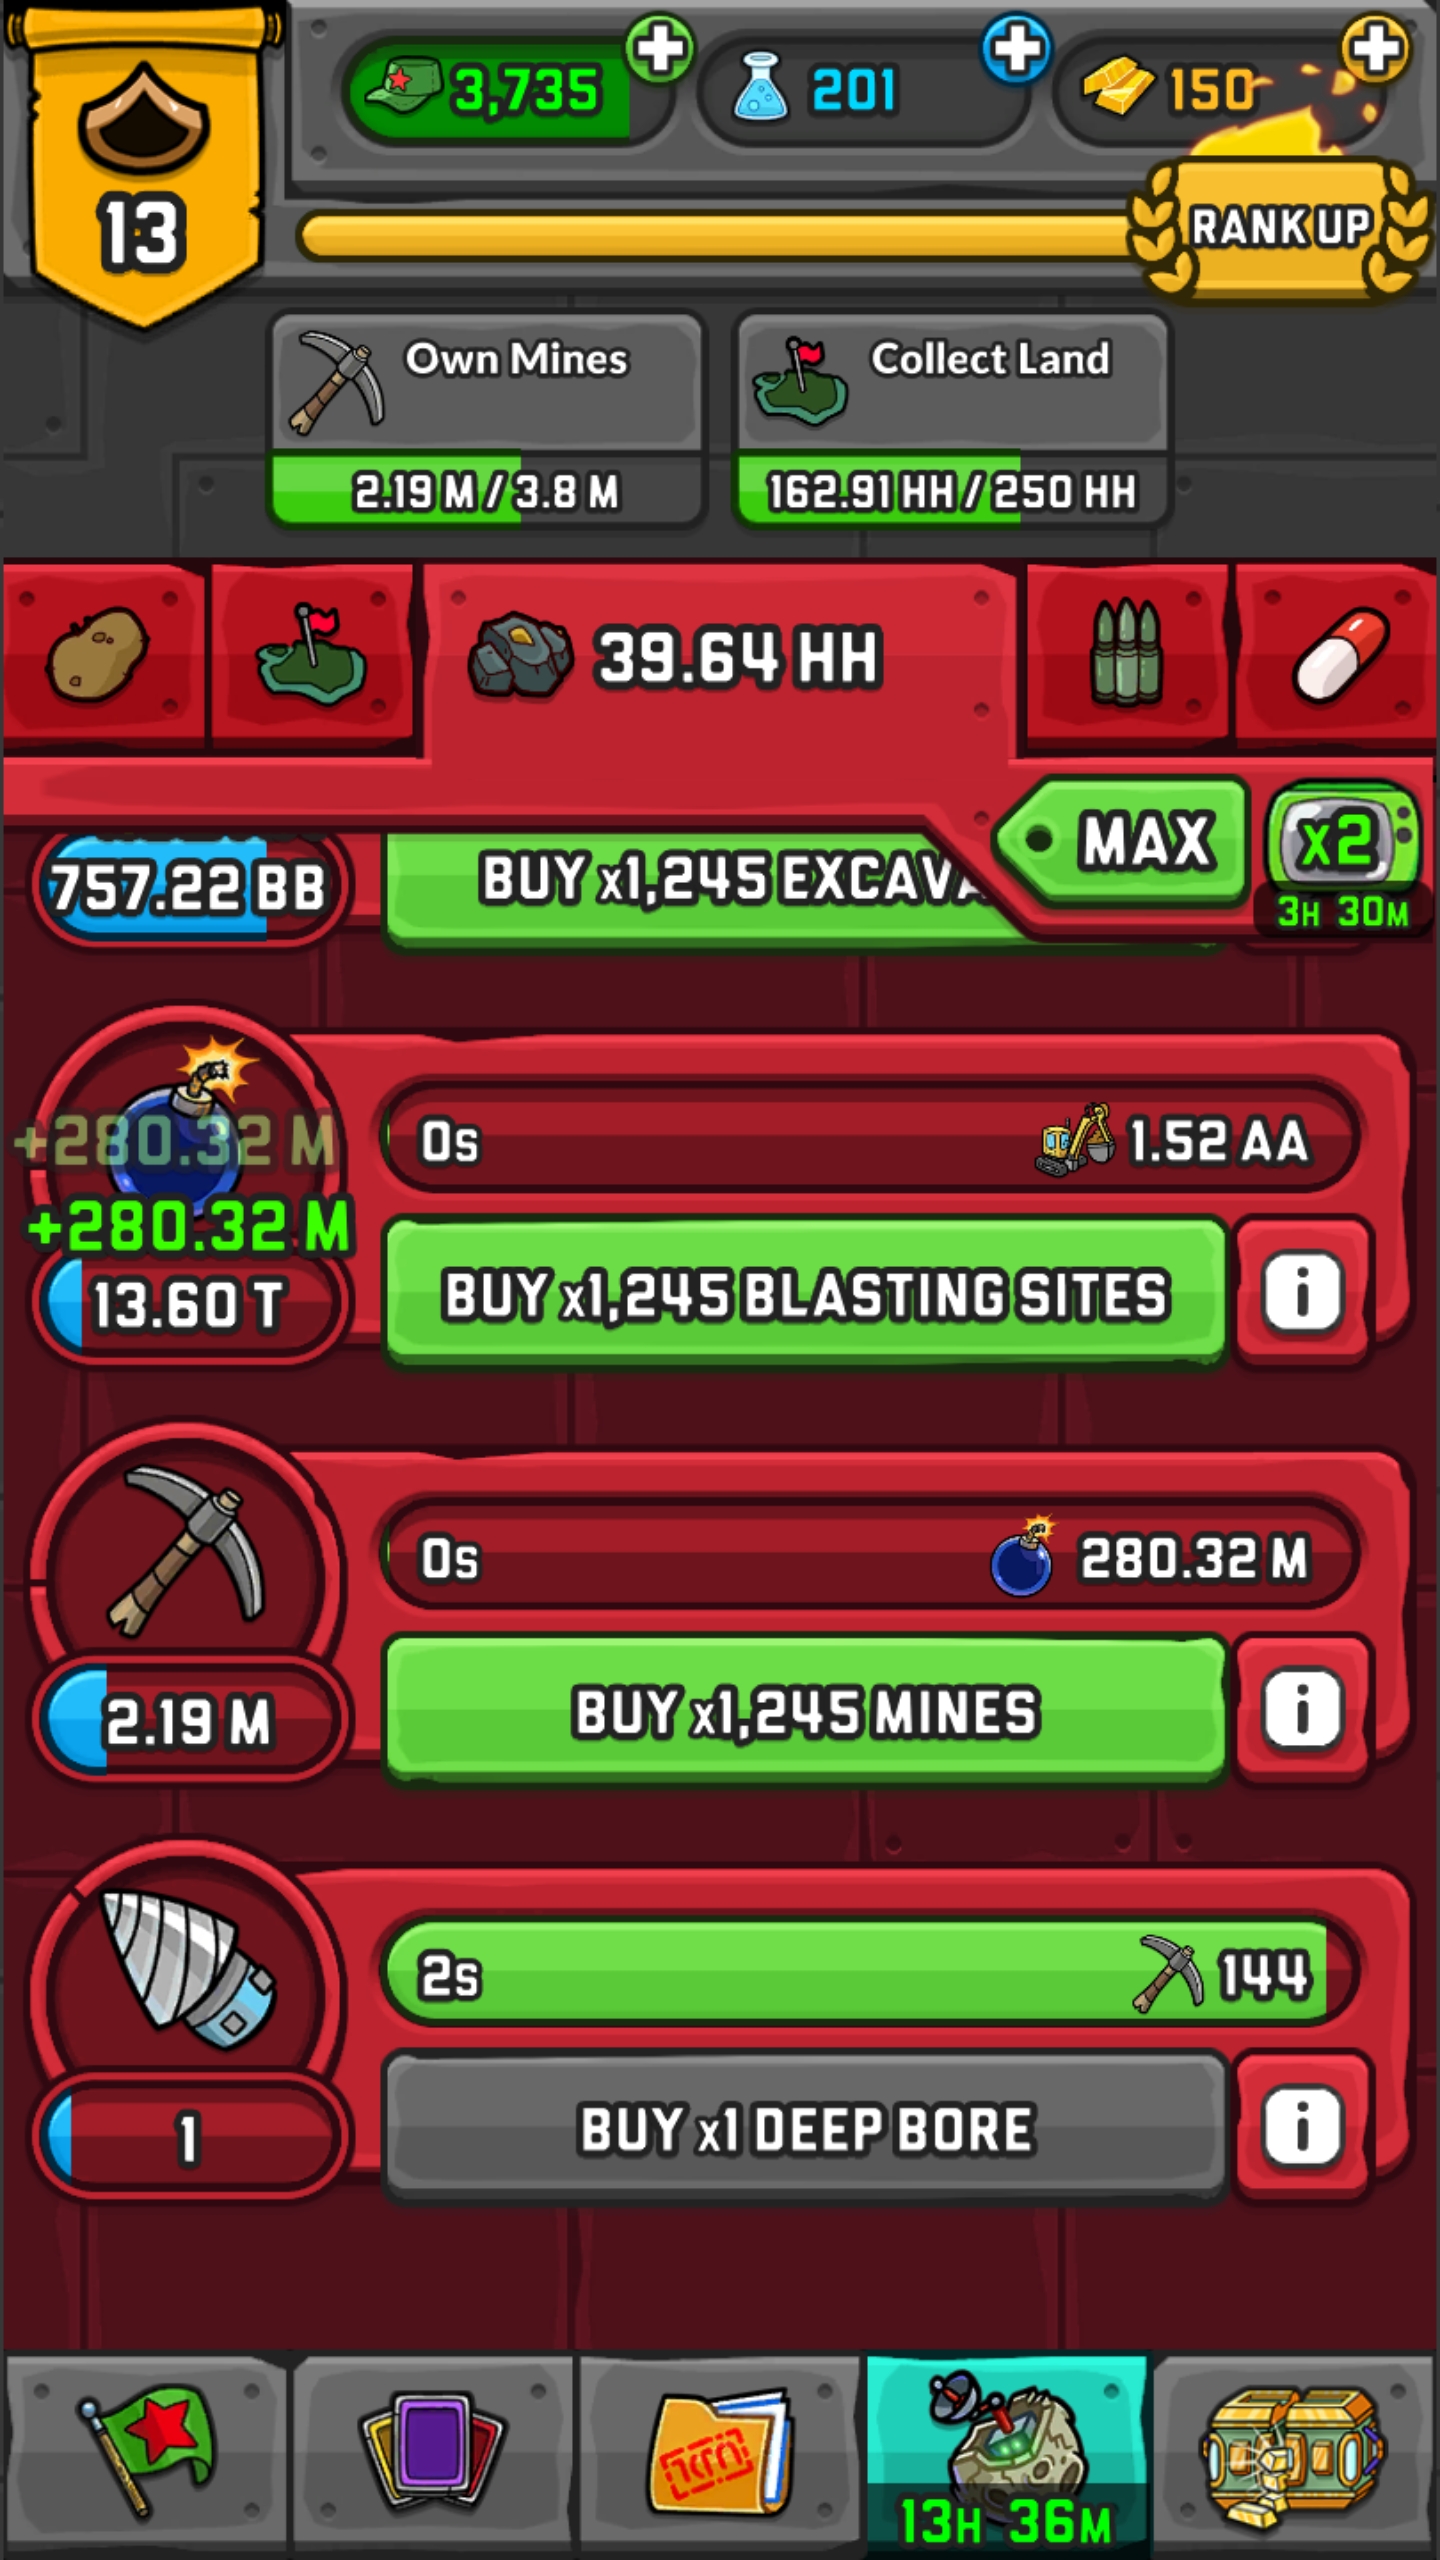 3,735
201
150
13
RANK UP
Own Mines
Collect Land
2.19 M / 3.8 M
162.91 HH / 250 HH
39.64 HH
MAX
x2
3H 30M
757.22 BB
BUY x1,245 EXCAVA
0s
1.52 AA
+280.32 M
+280.32 M
13.60 T
BUY x1,245 BLASTING SITES
i
0s
280.32 M
2.19 M
BUY x1,245 MINES
i
2s
144
1
BUY x1 DEEP BORE
i
13H 36M